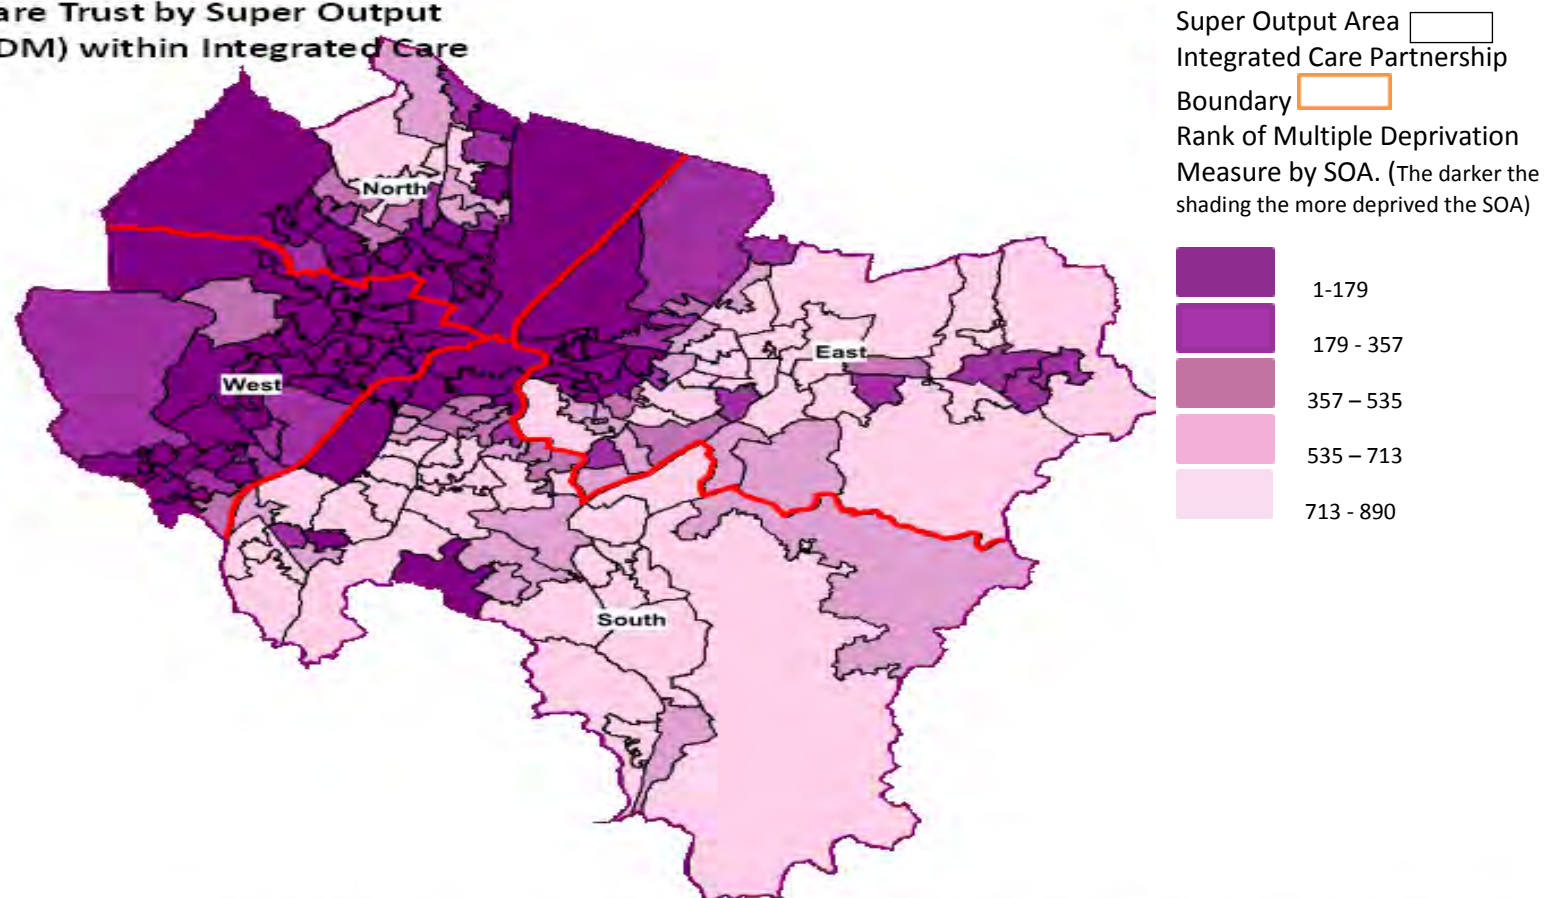 are Trust by Super Output
DM) within Integrated Care
North
West
East
South
Super Output Area
Integrated Care Partnership
Boundary
Rank of Multiple Deprivation
Measure by SOA. (The darker the
shading the more deprived the SOA)
1-179
179 - 357
357 – 535
535 – 713
713 - 890